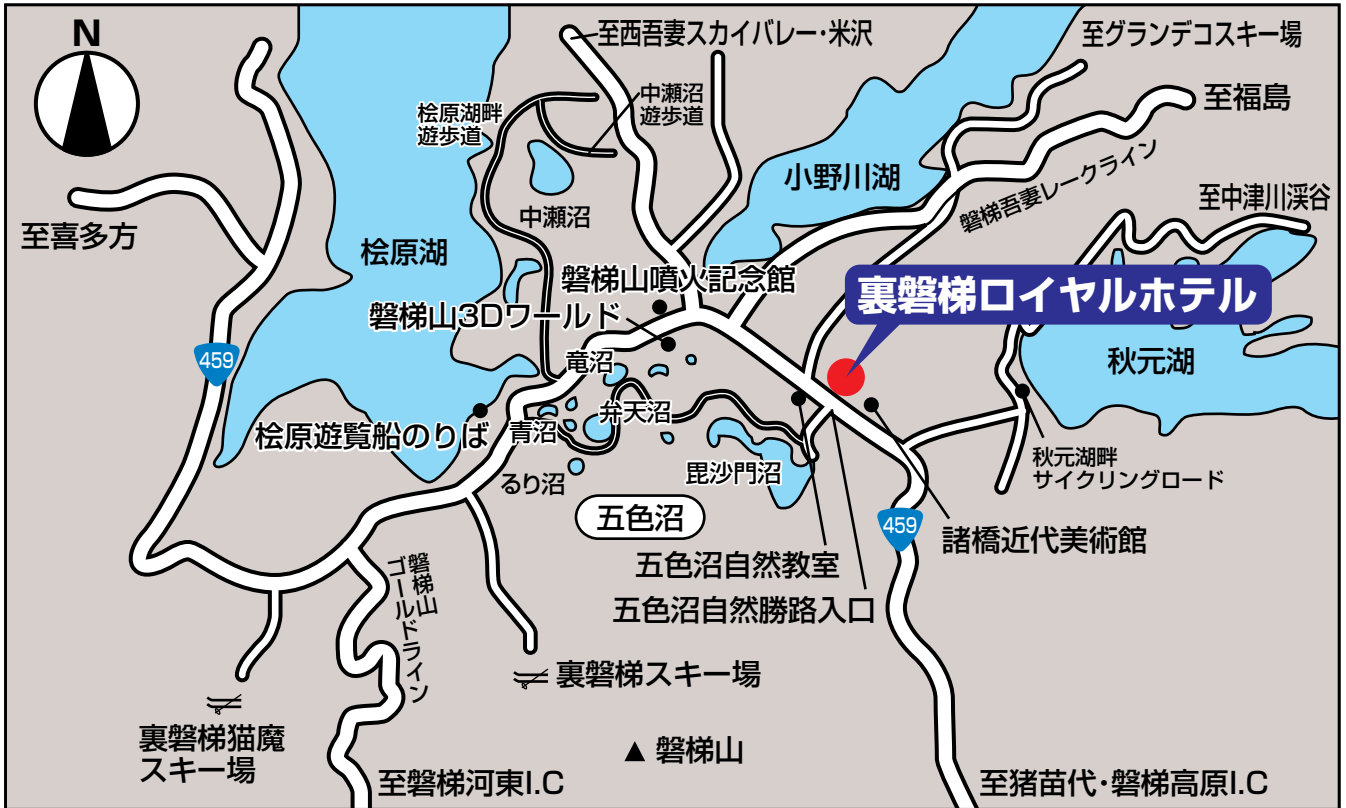 N
至西吾妻スカイバレー・米沢
至グランデコスキー場
至福島
中瀬沼
遊歩道
桧原湖畔
遊歩道
小野川湖
磐梯吾妻レークライン
至中津川渓谷
至喜多方
中瀬沼
桧原湖
磐梯山噴火記念館
裏磐梯ロイヤルホテル
磐梯山3Dワールド
459
竜沼
秋元湖
弁天沼
桧原遊覧船のりば
青沼
るり沼
毘沙門沼
秋元湖畔
サイクリングロード
五色沼
459
諸橋近代美術館
五色沼自然教室
五色沼自然勝路入口
磐梯山
ゴールドライン
裏磐梯スキー場
裏磐梯猫魔
スキー場
▲ 磐梯山
至磐梯河東I.C
至猪苗代・磐梯高原I.C